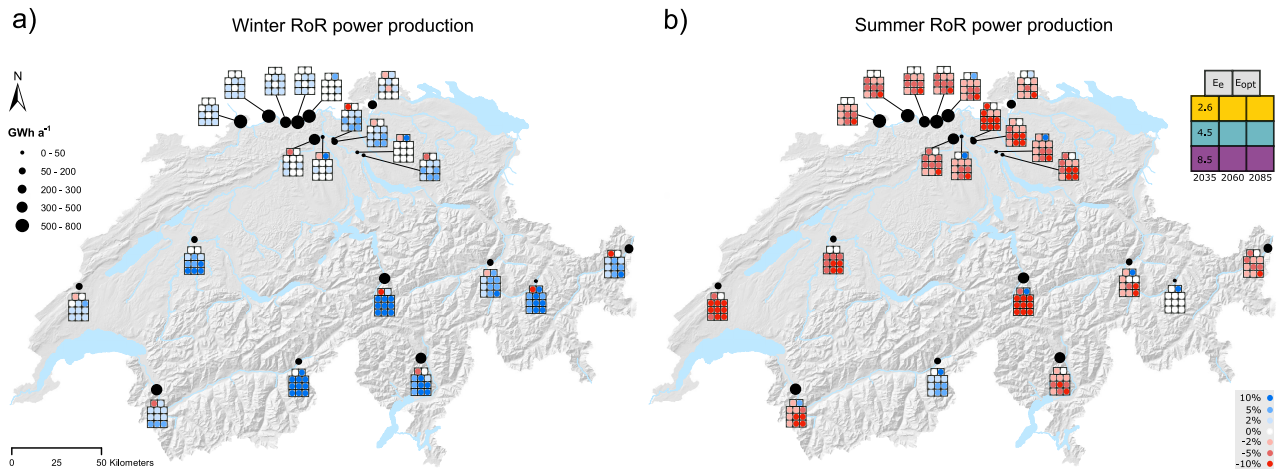 a)
Winter RoR power production
N
GWh a⁻¹
0 - 50
50 - 200
200 - 300
300 - 500
500 - 800
0 25 50 Kilometers
b)
Summer RoR power production
Ee Eopt
2.6
4.5
8.5
2035 2060 2085
10%
5%
2%
0%
-2%
-5%
-10%